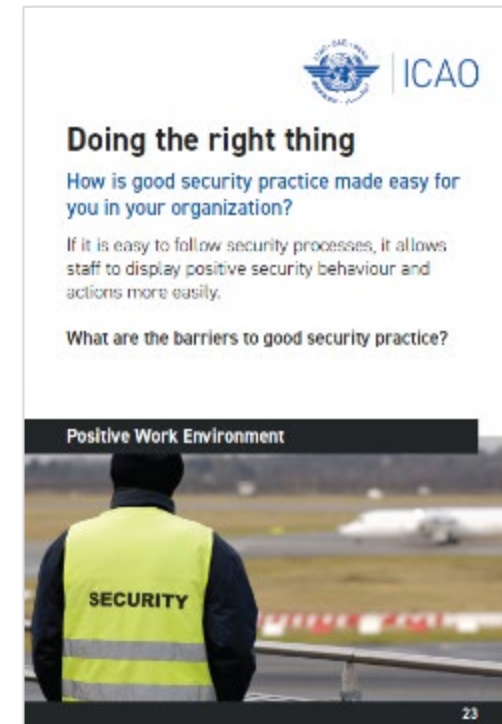 ICAO
Doing the right thing
How is good security practice made easy for
you in your organization?
If it is easy to follow security processes, it allows
staff to display positive security behaviour and
actions more easily.
What are the barriers to good security practice?
Positive Work Environment
SECURITY
23